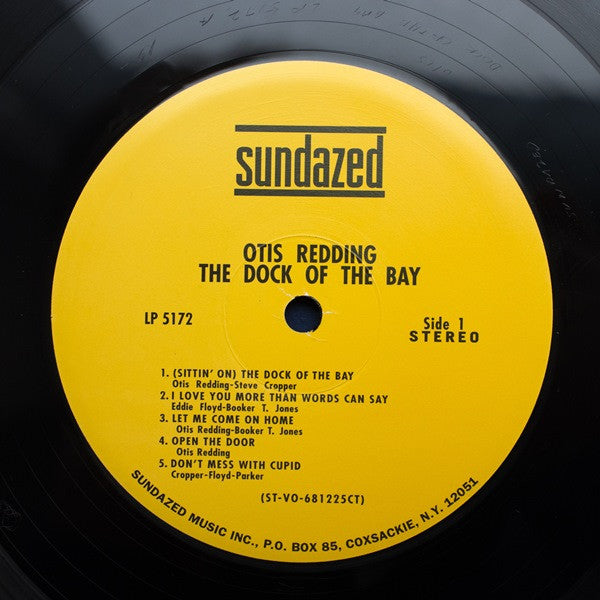 sundazed
OTIS REDDING
THE DOCK OF THE BAY
LP 5172
Side 1
STEREO
1. (SITTIN' ON) THE DOCK OF THE BAY
Otis Redding-Steve Cropper
2. I LOVE YOU MORE THAN WORDS CAN SAY
Eddie Floyd-Booker T. Jones
3. LET ME COME ON HOME
Otis Redding-Booker T. Jones
4. OPEN THE DOOR
Otis Redding
5. DON'T MESS WITH CUPID
Cropper-Floyd-Parker
(ST-VO-681225CT)
SUNDAZED MUSIC INC., P.O. BOX 85, COXSACKIE, N.Y. 12051